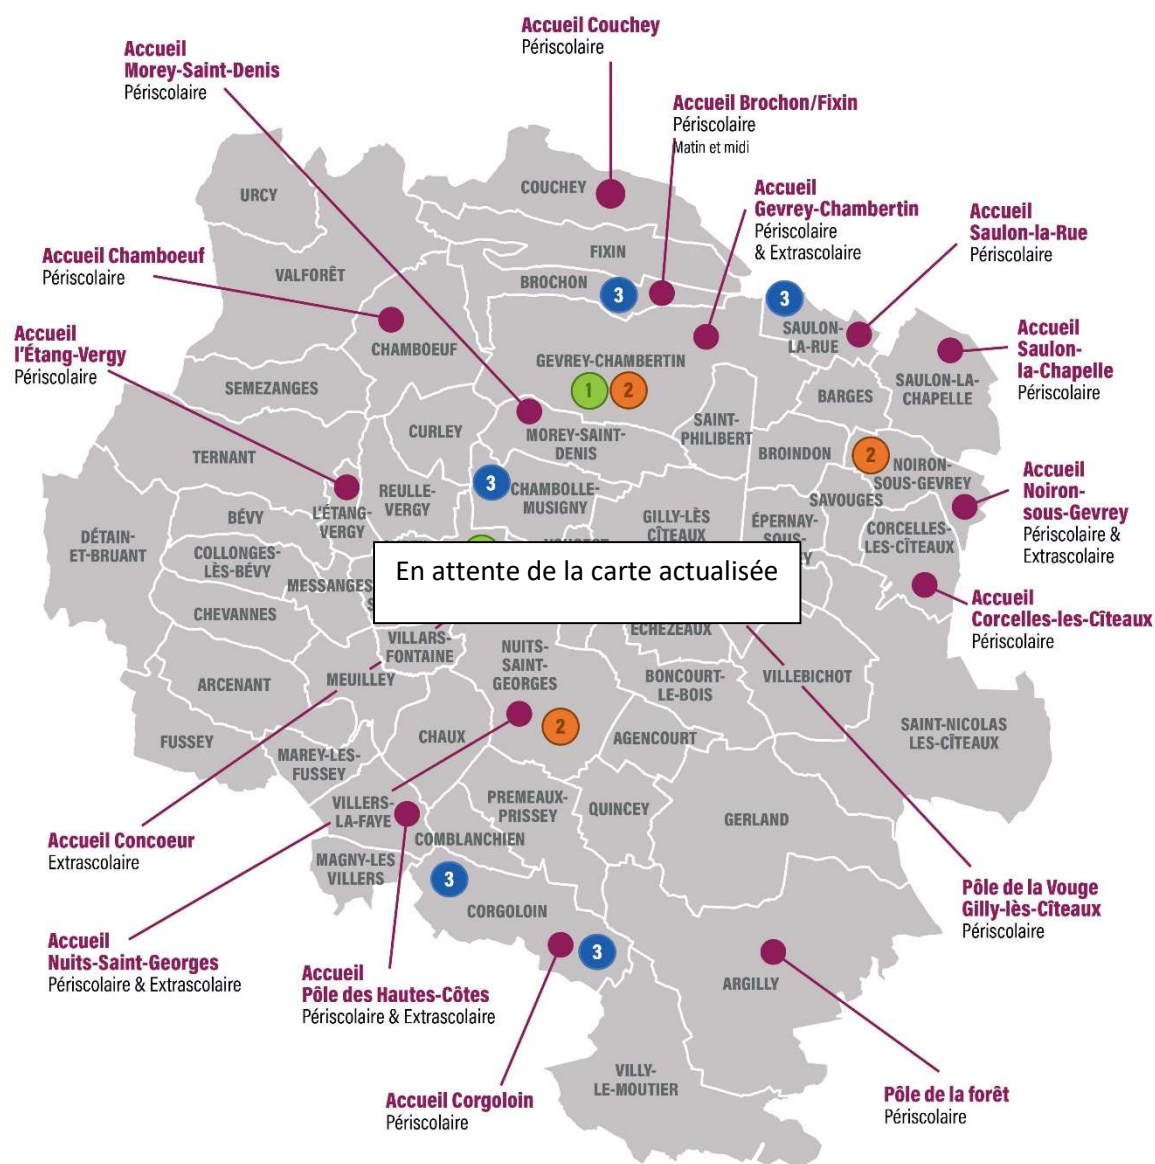 Accueil Couchey
Périscolaire
Accueil
Morey-Saint-Denis
Périscolaire
Accueil Brochon/Fixin
Périscolaire
Matin et midi
Accueil
Gevrey-Chambertin
Périscolaire
& Extrascolaire
Accueil
Saulon-la-Rue
Périscolaire
Accueil Chamboeuf
Périscolaire
Accueil
l'Étang-Vergy
Périscolaire
Accueil
Saulon-
la-Chapelle
Périscolaire
Accueil
Noiron-
sous-Gevrey
Périscolaire &
Extrascolaire
Accueil
Corcelles-les-Cîteaux
Périscolaire
URCY
COUCHEY
VALFORÊT
FIXIN
BROCHON
3
3
SAULON-
LA-RUE
CHAMBOEUF
GEVREY-CHAMBERTIN
1
2
SEMEZANGES
BARGES
SAULON-LA-
CHAPELLE
CURLEY
MOREY-SAINT-
DENIS
SAINT-
PHILIBERT
TERNANT
BROINDON
2
NOIRON-
SOUS-GEVREY
REULLE-
VERGY
3
CHAMBOLLE-
MUSIGNY
SAVOUGES
L'ÉTANG-
VERGY
BÉVY
GILLY-LÈS
CÎTEAUX
ÉPERNAY-
SOUS-
CORCELLES-
LES-CÎTEAUX
DÉTAIN-
ET-BRUANT
COLLONGES-
LÈS-BÉVY
En attente de la carte actualisée
MESSANGES
CHEVANNES
VILLARS-
FONTAINE
NUITS-
SAINT-
GEORGES
ECHEZEAUX
ARCENANT
MEUILLEY
BONCOURT-
LE-BOIS
VILLEBICHOT
FUSSEY
CHAUX
2
AGENCOURT
SAINT-NICOLAS
LES-CÎTEAUX
MAREY-LES-
FUSSEY
VILLERS-
LA-FAYE
PREMEAUX-
PRISSEY
QUINCEY
GERLAND
COMBLANCHIEN
MAGNY-LES
VILLERS
3
CORGOLOIN
3
ARGILLY
VILLY-
LE-MOUTIER
Accueil Concoeur
Extrascolaire
Accueil
Nuits-Saint-Georges
Périscolaire & Extrascolaire
Accueil
Pôle des Hautes-Côtes
Périscolaire & Extrascolaire
Pôle de la Vouge
Gilly-lès-Cîteaux
Périscolaire
Accueil Corgoloin
Périscolaire
Pôle de la forêt
Périscolaire